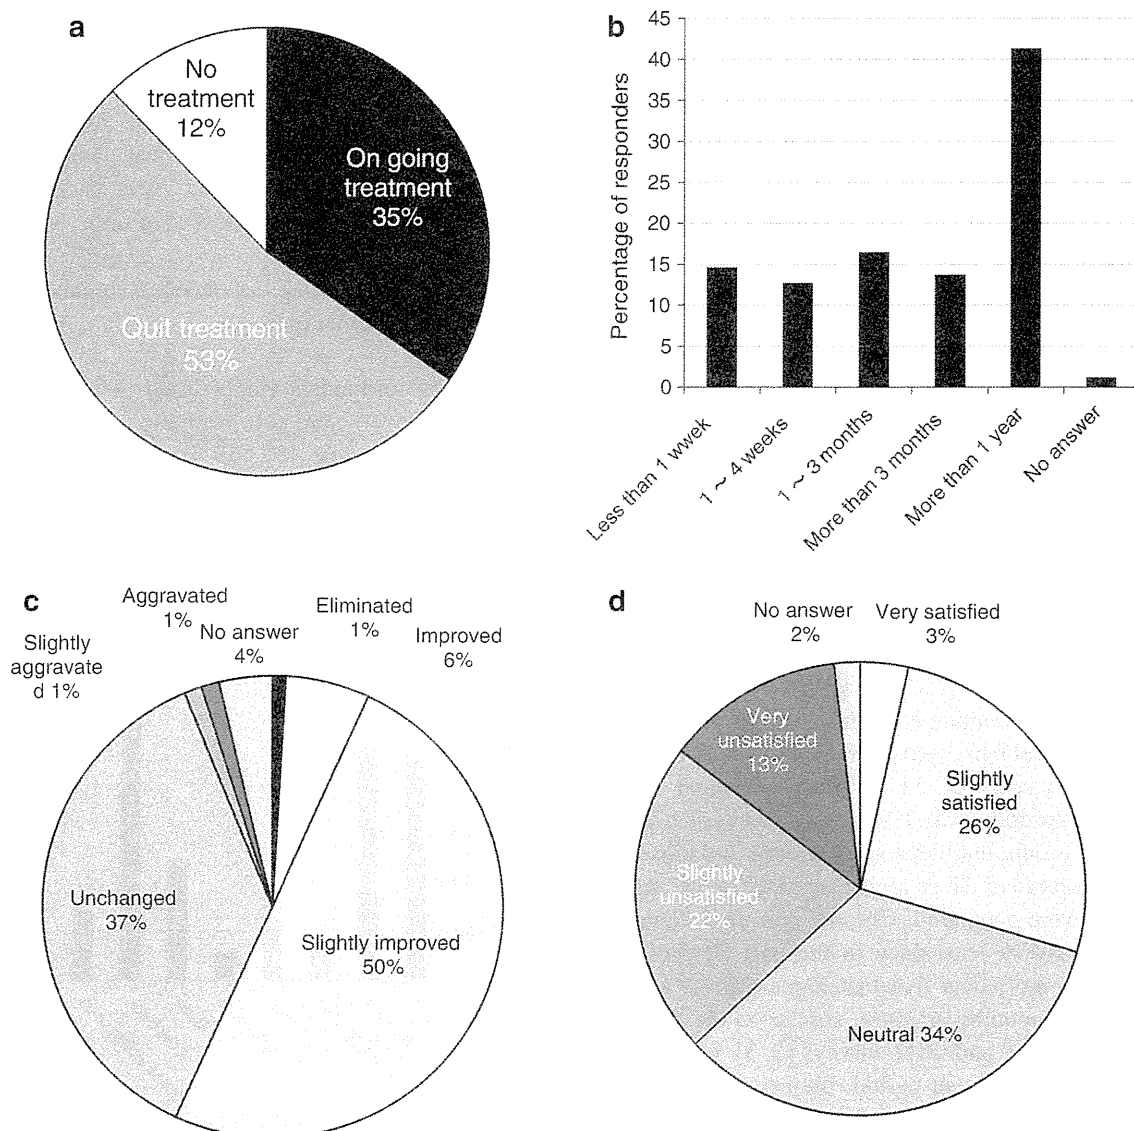 a
No
treatment
12%
On going
treatment
35%
Quit treatment
53%
b
Percentage of responders
45
40
35
30
25
20
15
10
5
0
Less than 1 wwek
1 ~ 4 weeks
1 ~ 3 months
More than 3 months
More than 1 year
No answer
c
Slightly
aggravate
d 1%
Aggravated
1%
No answer
4%
Eliminated
1%
Improved
6%
Unchanged
37%
Slightly improved
50%
d
No answer
2%
Very satisfied
3%
Very
unsatisfied
13%
Slightly
satisfied
26%
Slightly
unsatisfied
22%
Neutral 34%